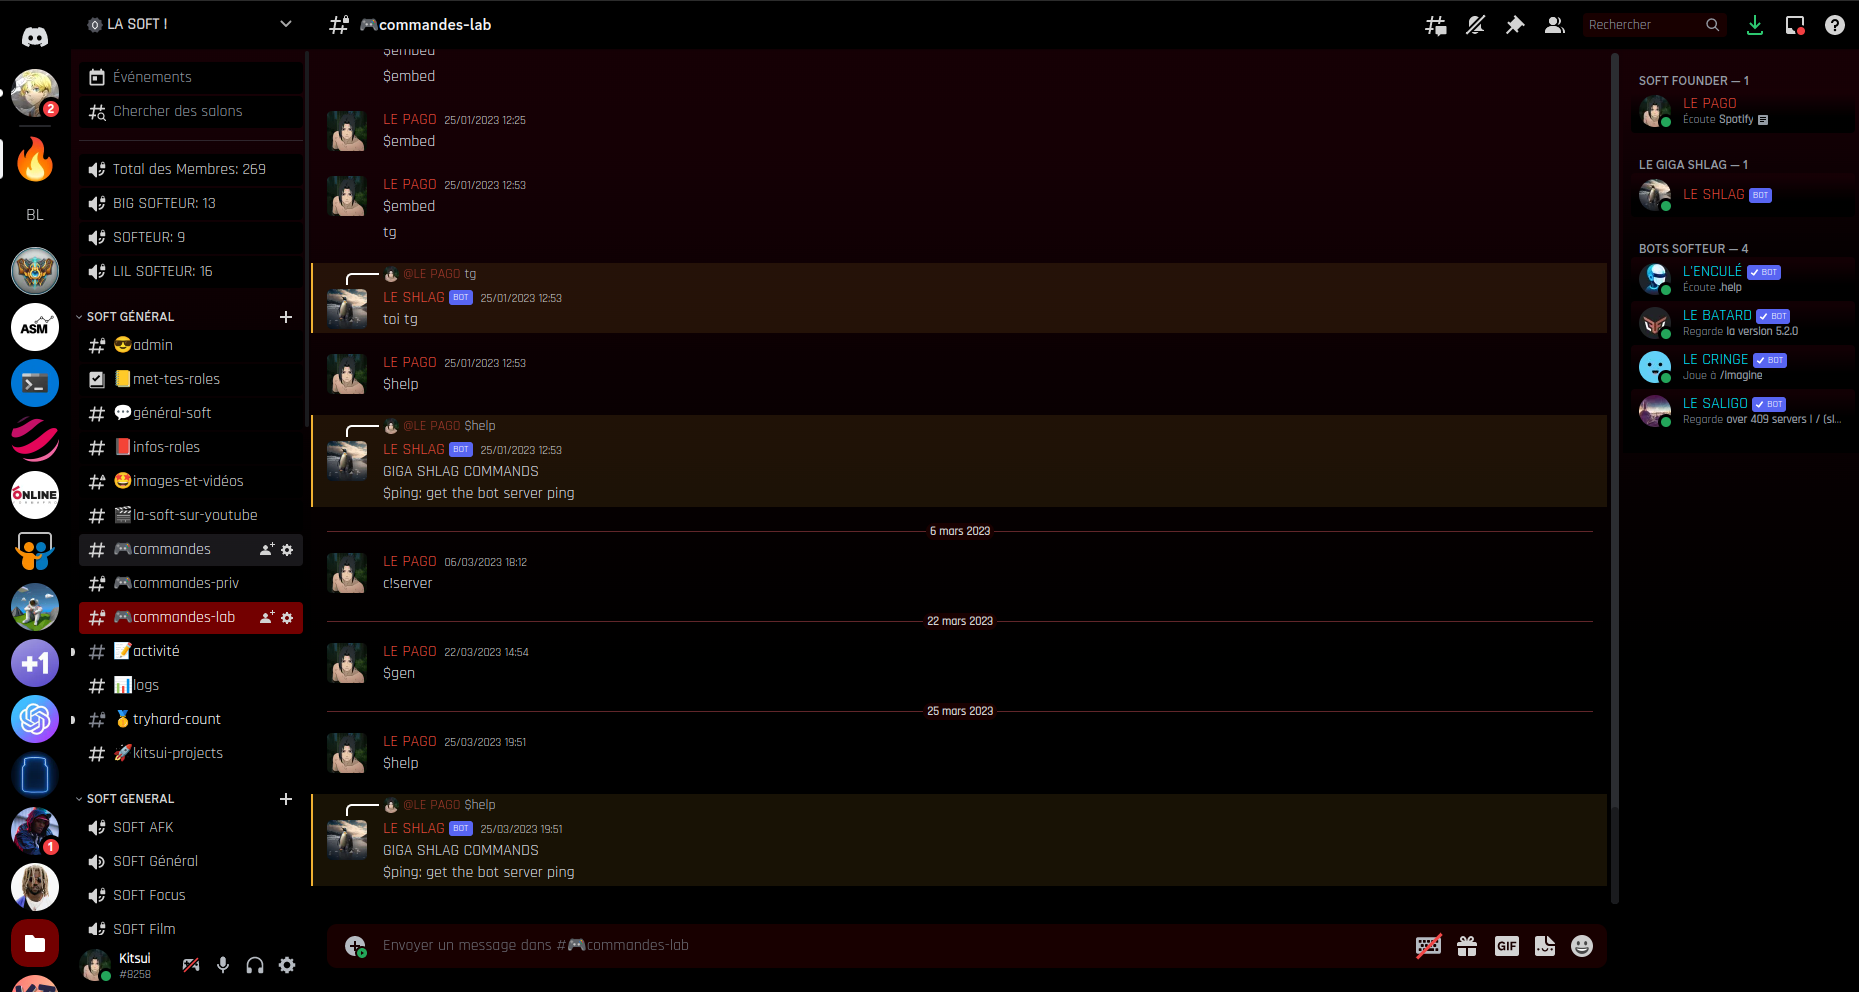 LA SOFT !
commandes-lab
Rechercher
2
BL
ASM
ONLINE
+1
1
Événements
Chercher des salons
Total des Membres: 269
BIG SOFTEUR: 13
SOFTEUR: 9
LIL SOFTEUR: 16
SOFT GÉNÉRAL
admin
met-tes-roles
général-soft
infos-roles
images-et-vidéos
la-soft-sur-youtube
commandes
commandes-priv
commandes-lab
activité
logs
tryhard-count
kitsui-projects
SOFT GENERAL
SOFT AFK
SOFT Général
SOFT Focus
SOFT Film
Kitsui
#8258
$embed
$embed
LE PAGO 25/01/2023 12:25
$embed
LE PAGO 25/01/2023 12:53
$embed
tg
@LE PAGO tg
LE SHLAG BOT 25/01/2023 12:53
toi tg
LE PAGO 25/01/2023 12:53
$help
@LE PAGO $help
LE SHLAG BOT 25/01/2023 12:53
GIGA SHLAG COMMANDS
$ping: get the bot server ping
6 mars 2023
LE PAGO 06/03/2023 18:12
c!server
22 mars 2023
LE PAGO 22/03/2023 14:54
$gen
25 mars 2023
LE PAGO 25/03/2023 19:51
$help
@LE PAGO $help
LE SHLAG BOT 25/03/2023 19:51
GIGA SHLAG COMMANDS
$ping: get the bot server ping
Envoyer un message dans #🎮commandes-lab
GIF
SOFT FOUNDER — 1
LE PAGO
Écoute Spotify
LE GIGA SHLAG — 1
LE SHLAG BOT
BOTS SOFTEUR — 4
L'ENCULÉ ✓ BOT
Écoute .help
LE BATARD ✓ BOT
Regarde la version 5.2.0
LE CRINGE ✓ BOT
Joue à /imagine
LE SALIGO ✓ BOT
Regarde over 409 servers | / (sl...